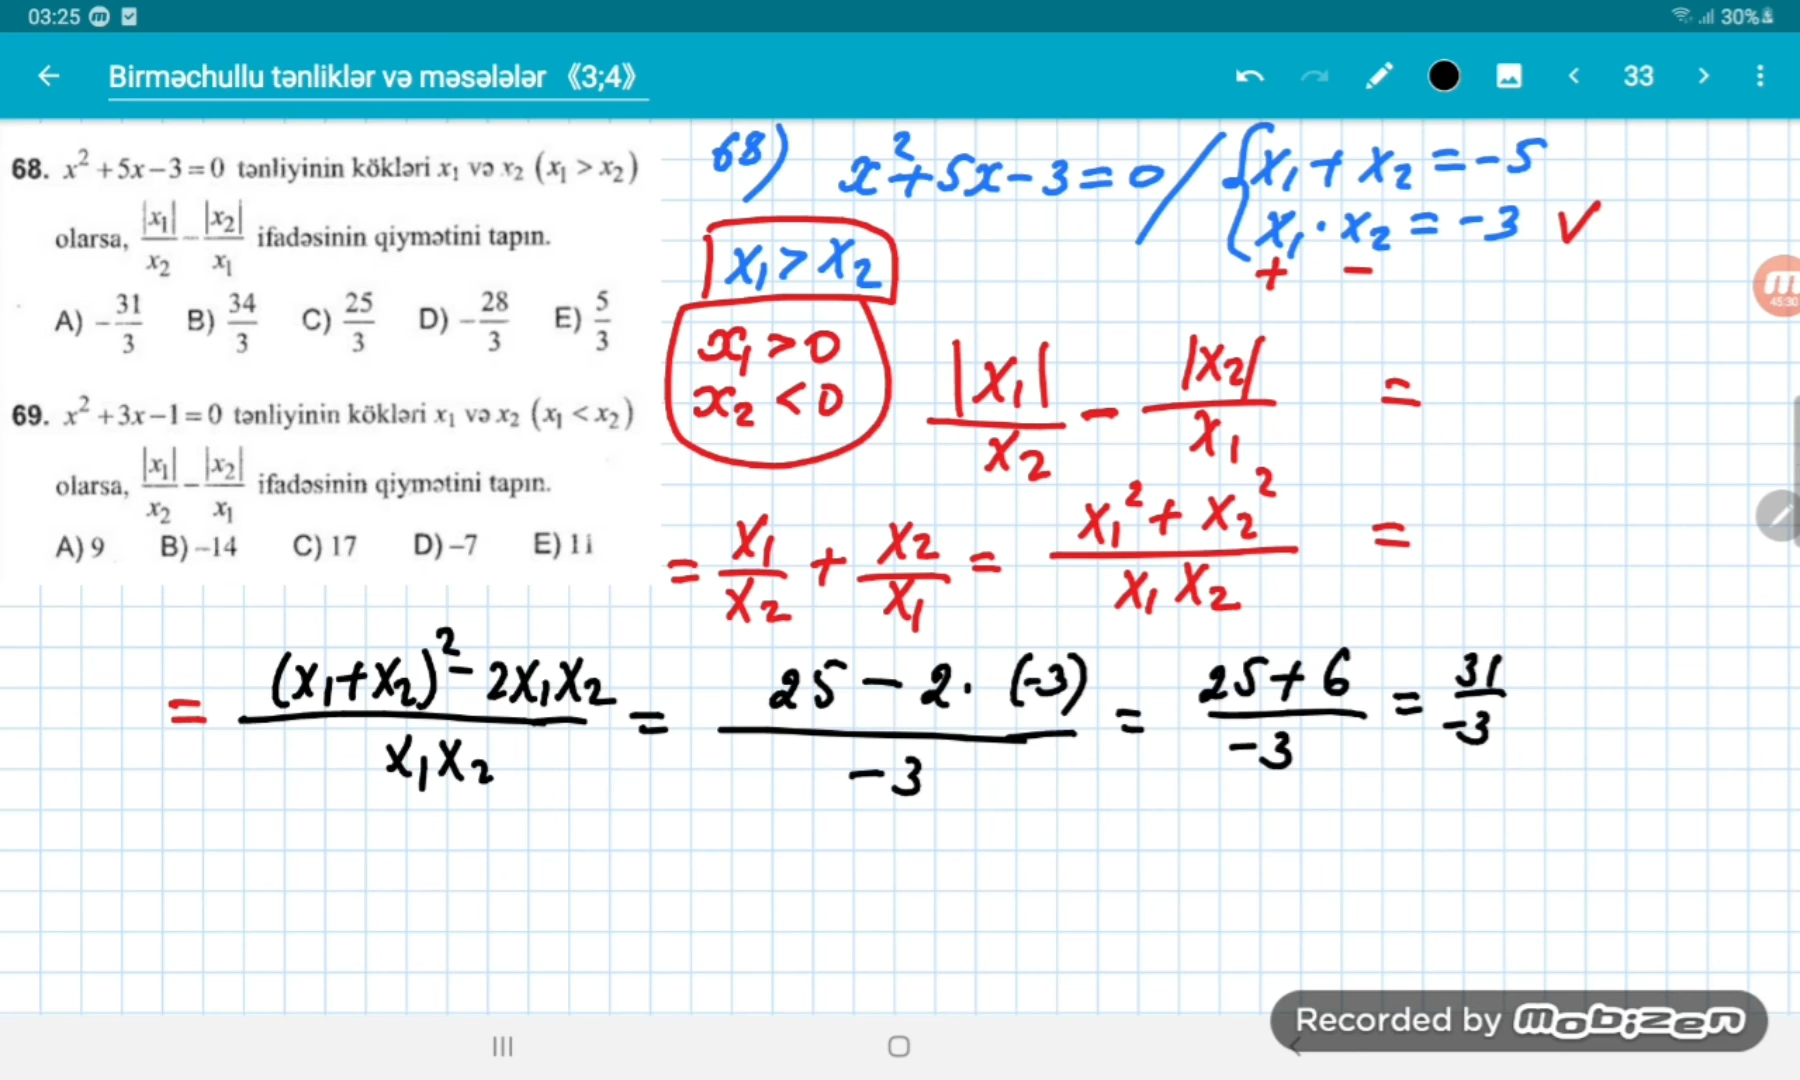 03:25 30%
Birməchullu tənliklər və məsələlər 《3;4》 33
68. x² + 5x − 3 = 0 tənliyinin kökləri x₁ və x₂ (x₁ > x₂)
olarsa, |x₁|/x₂ − |x₂|/x₁ ifadəsinin qiymətini tapın.
A) −31/3 B) 34/3 C) 25/3 D) −28/3 E) 5/3
69. x² + 3x − 1 = 0 tənliyinin kökləri x₁ və x₂ (x₁ < x₂)
olarsa, |x₁|/x₂ − |x₂|/x₁ ifadəsinin qiymətini tapın.
A) 9 B) −14 C) 17 D) −7 E) 11
68) x² + 5x − 3 = 0 / { x₁ + x₂ = −5
x₁ · x₂ = −3 ✓
+ −
x₁ > x₂
x₁ > 0
x₂ < 0
|x₁|/x₂ − |x₂|/x₁ =
= x₁/x₂ + x₂/x₁ = (x₁² + x₂²)/(x₁x₂) =
= ((x₁+x₂)² − 2x₁x₂)/(x₁x₂) = (25 − 2 · (−3))/(−3) = (25 + 6)/(−3) = 31/−3
45:30
Recorded by Mobizen